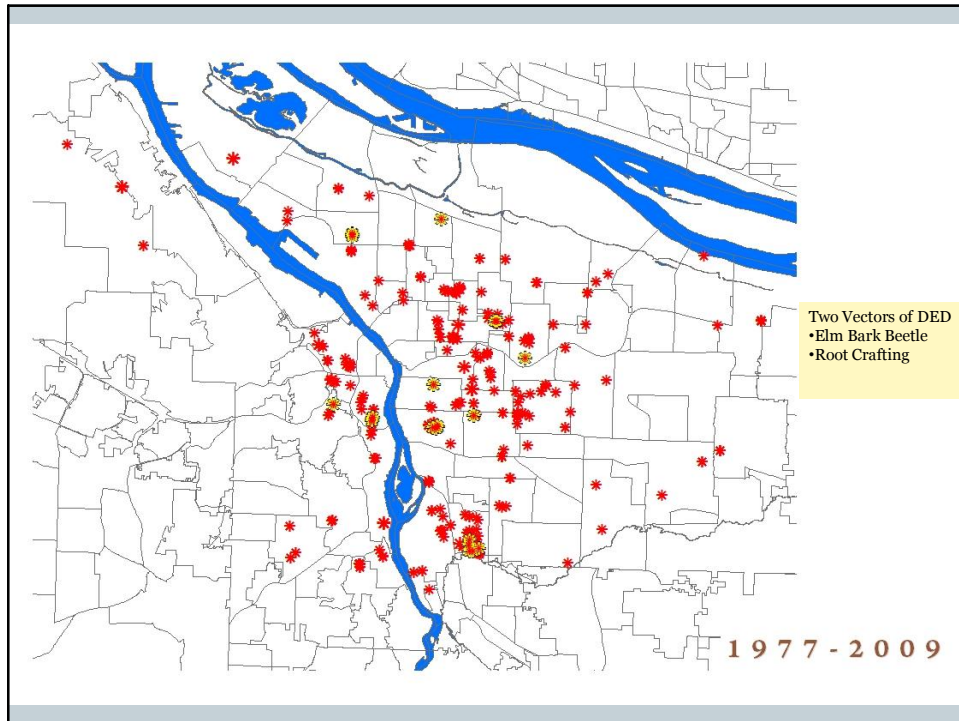 Two Vectors of DED
•Elm Bark Beetle
•Root Crafting
1977-2009